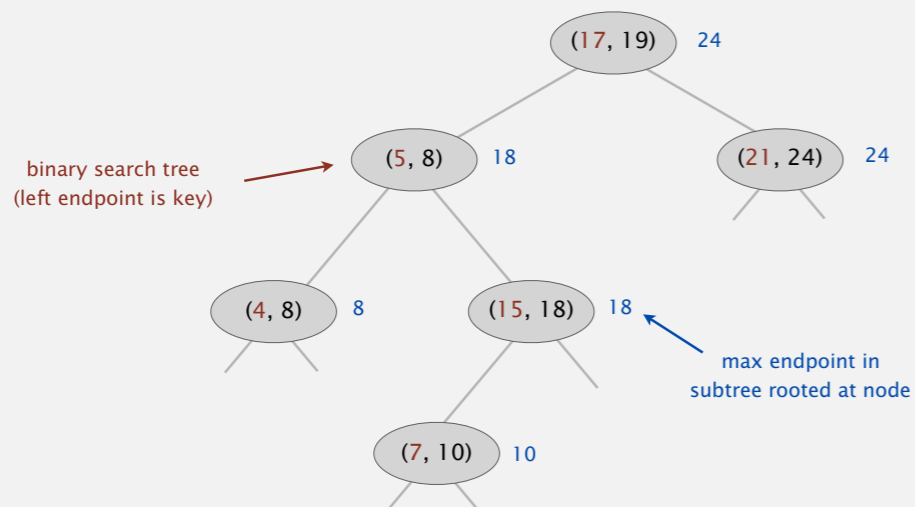 (17, 19) 24
(5, 8) 18
(21, 24) 24
binary search tree
(left endpoint is key)
(4, 8) 8
(15, 18) 18
max endpoint in
subtree rooted at node
(7, 10) 10